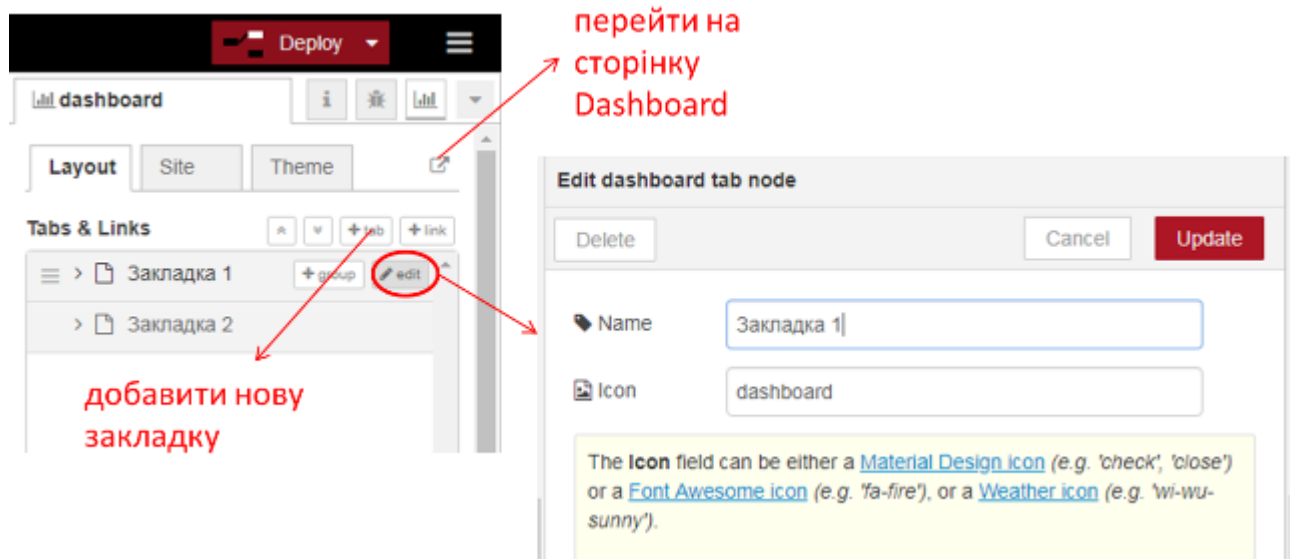 перейти на
сторінку
Dashboard
Deploy
dashboard
i
Layout
Site
Theme
Tabs & Links
+ tab
+ link
Закладка 1
+ group
edit
Закладка 2
добавити нову
закладку
Edit dashboard tab node
Delete
Cancel
Update
Name
Закладка 1
Icon
dashboard
The Icon field can be either a Material Design icon (e.g. 'check', 'close')
or a Font Awesome icon (e.g. 'fa-fire'), or a Weather icon (e.g. 'wi-wu-
sunny').